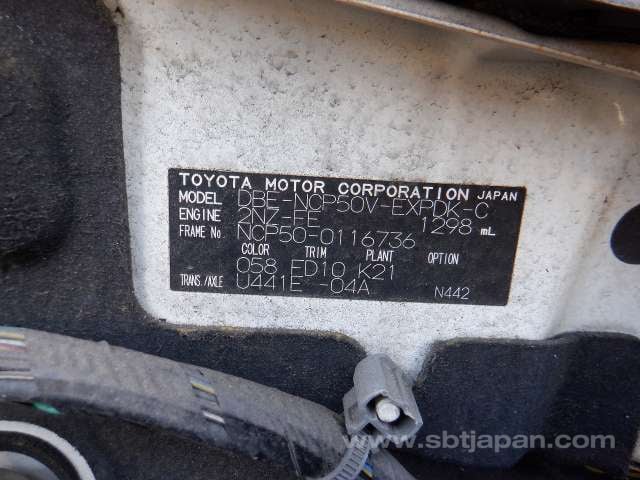 TOYOTA MOTOR CORPORATION JAPAN
MODEL DBE-NCP50V-EXPDK-C
ENGINE 2NZ-FE 1298 mL
FRAME No. NCP50-0116736
COLOR TRIM PLANT OPTION
058 FD10 K21
TRANS./AXLE U441E -04A N442
www.sbtjapan.com